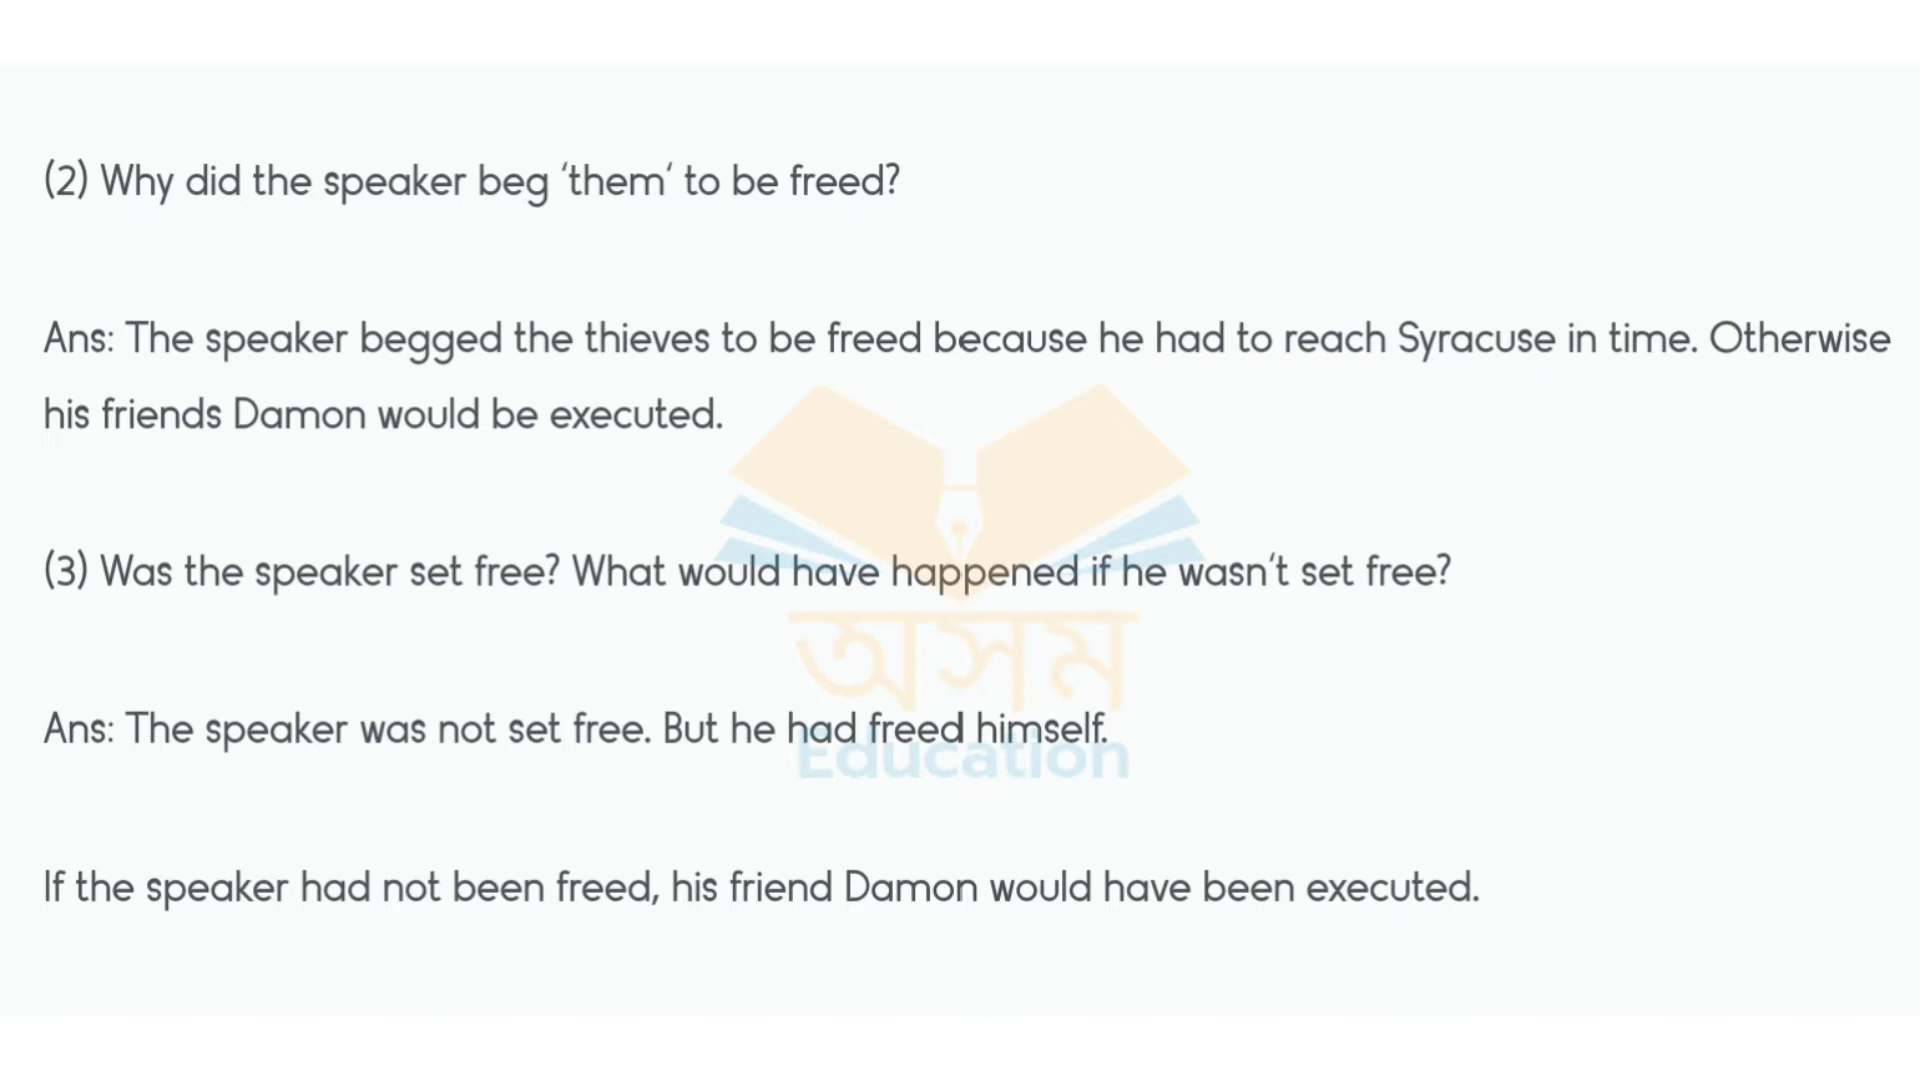 (2) Why did the speaker beg ‘them’ to be freed?
Ans: The speaker begged the thieves to be freed because he had to reach Syracuse in time. Otherwise
his friends Damon would be executed.
(3) Was the speaker set free? What would have happened if he wasn’t set free?
অসম
Ans: The speaker was not set free. But he had freed himself.
Education
If the speaker had not been freed, his friend Damon would have been executed.